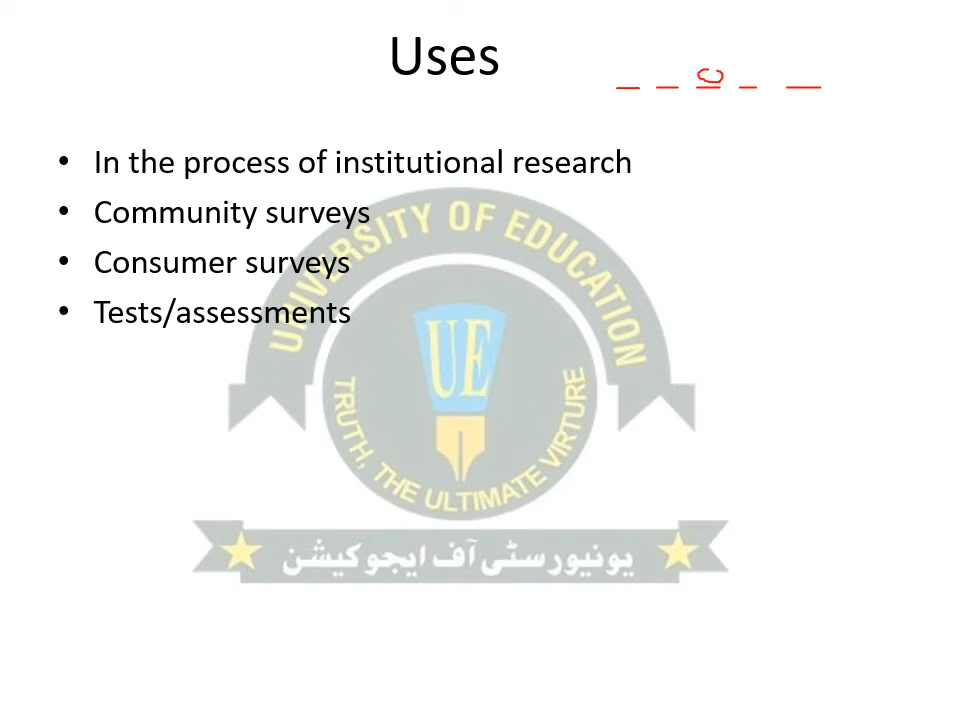 Uses
• In the process of institutional research
• Community surveys
• Consumer surveys
• Tests/assessments
UNIVERSITY OF EDUCATION
UE
TRUTH, THE ULTIMATE VIRTURE
یونیورسٹی آف ایجوکیشن